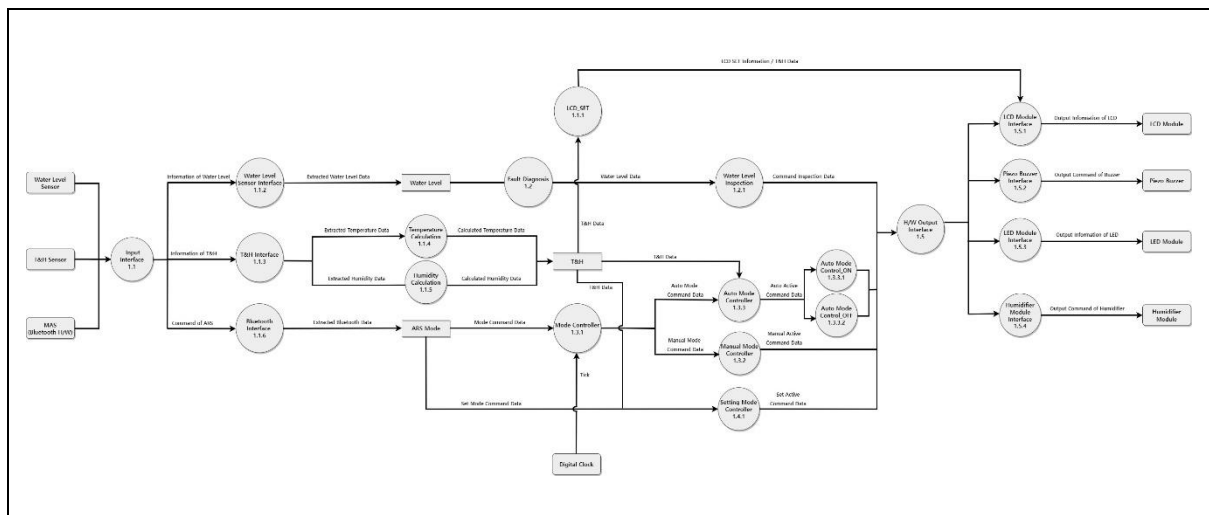 LCD SET Information / T&H Data
LCD_SET
1.1.1
LCD Module
Interface
1.5.1
Output Information of LCD
LCD Module
Water Level
Sensor
Information of Water Level
Water Level
Sensor Interface
1.1.2
Extracted Water Level Data
Water Level
Fault Diagnosis
1.2
Water Level Data
Water Level
Inspection
1.2.1
Command Inspection Data
Piezo Buzzer
Interface
1.5.2
Output Command of Buzzer
Piezo Buzzer
T&H Data
H/W Output
Interface
1.5
Extracted Temperature Data
Temperature
Calculation
1.1.4
Calculated Temperature Data
LED Module
Interface
1.5.3
Output Information of LED
LED Module
T&H Sensor
Input
Interface
1.1
Information of T&H
T&H Interface
1.1.3
T&H
T&H Data
Extracted Humidity Data
Humidity
Calculation
1.1.5
Calculated Humidity Data
T&H Data
Auto Mode
Command Data
Auto Mode
Controller
1.3.3
Auto Active
Command Data
Auto Mode
Control_ON
1.3.3.1
Auto Mode
Control_OFF
1.3.3.2
Humidifier
Module
Interface
1.5.4
Output Command of Humidifier
Humidifier
Module
MAS
(Bluetooth H/W)
Command of ARS
Bluetooth
Interface
1.1.6
Extracted Bluetooth Data
ARS Mode
Mode Command Data
Mode Controller
1.3.1
Manual Mode
Command Data
Manual Mode
Controller
1.3.2
Manual Active
Command Data
Tick
Set Mode Command Data
Setting Mode
Controller
1.4.1
Set Active
Command Data
Digital Clock